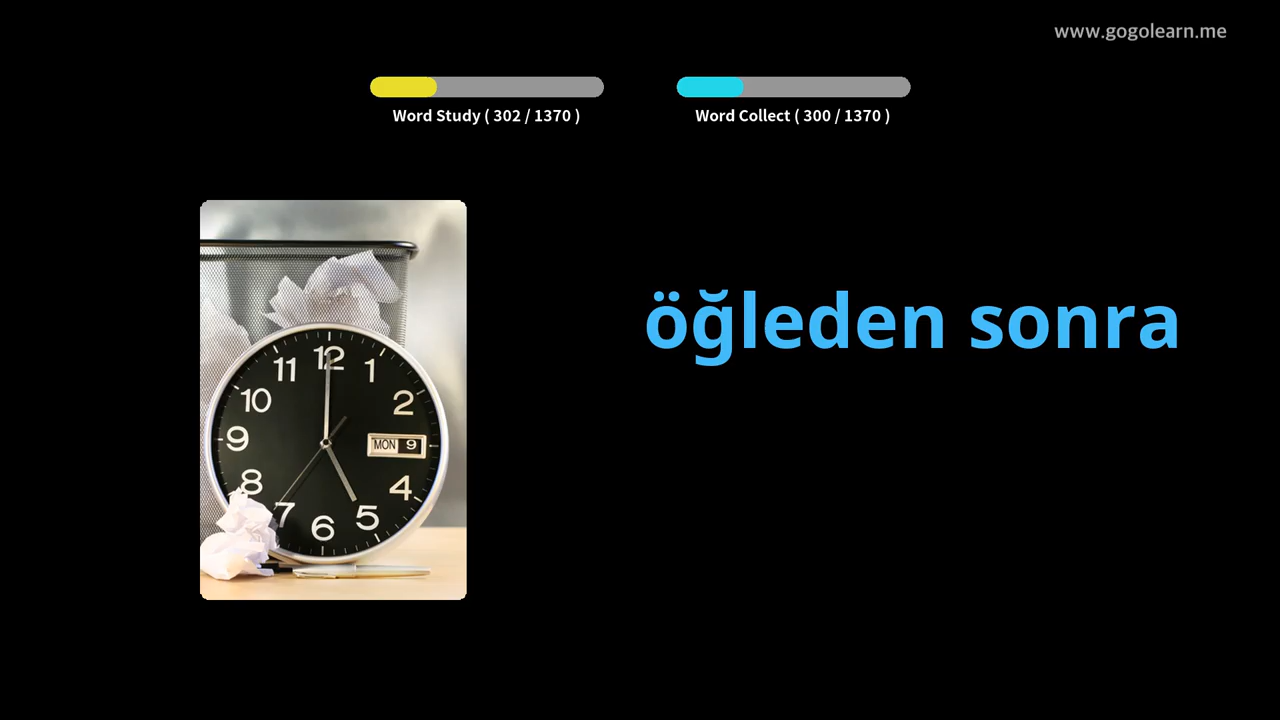 www.gogolearn.me
Word Study ( 302 / 1370 )
Word Collect ( 300 / 1370 )
öğleden sonra
12
11
1
10
2
9
MON 9
8
4
7
5
6